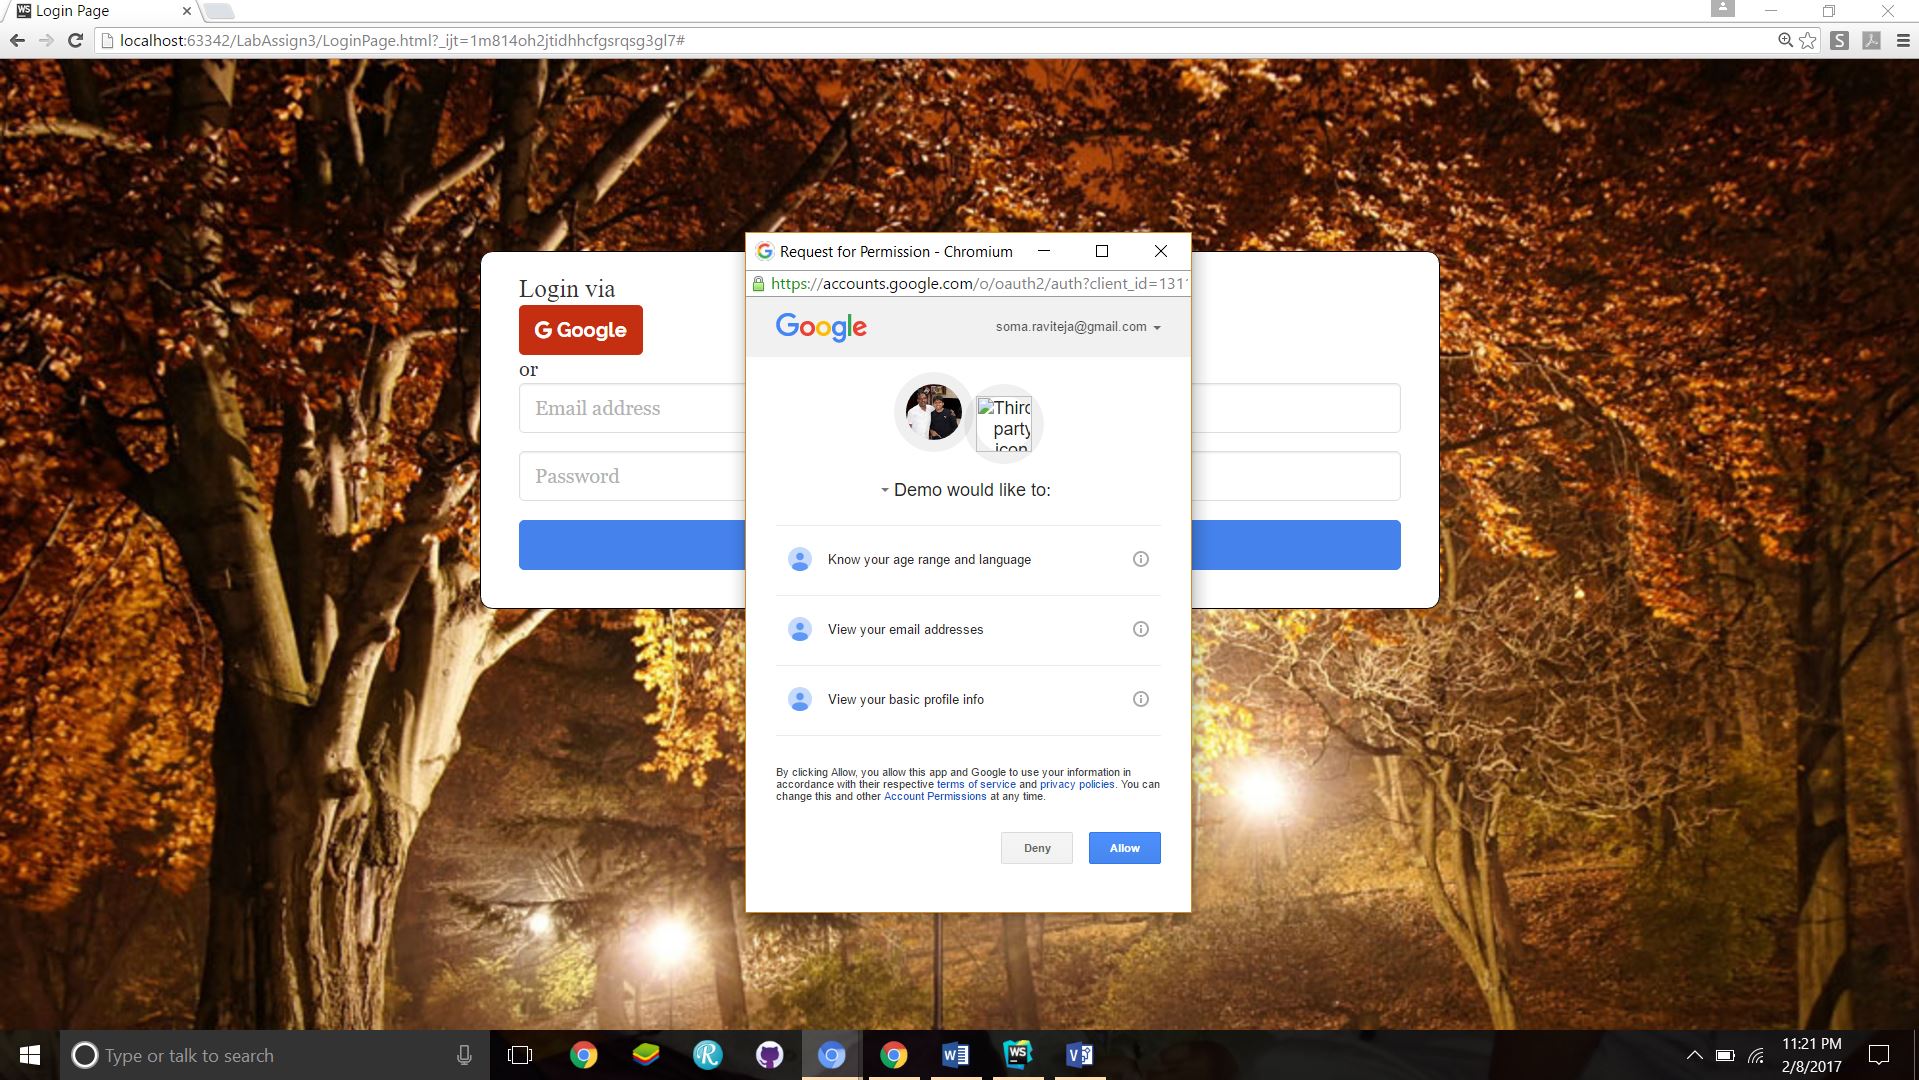 Login Page
localhost:63342/LabAssign3/LoginPage.html?_ijt=1m814oh2jtidhhcfgsrqsg3gl7#
Request for Permission - Chromium
https://accounts.google.com/o/oauth2/auth?client_id=131
Google
soma.raviteja@gmail.com
Login via
G Google
or
Email address
Password
Third party icon
Demo would like to:
Know your age range and language
View your email addresses
View your basic profile info
By clicking Allow, you allow this app and Google to use your information in
accordance with their respective terms of service and privacy policies. You can
change this and other Account Permissions at any time.
Deny
Allow
Type or talk to search
11:21 PM
2/8/2017